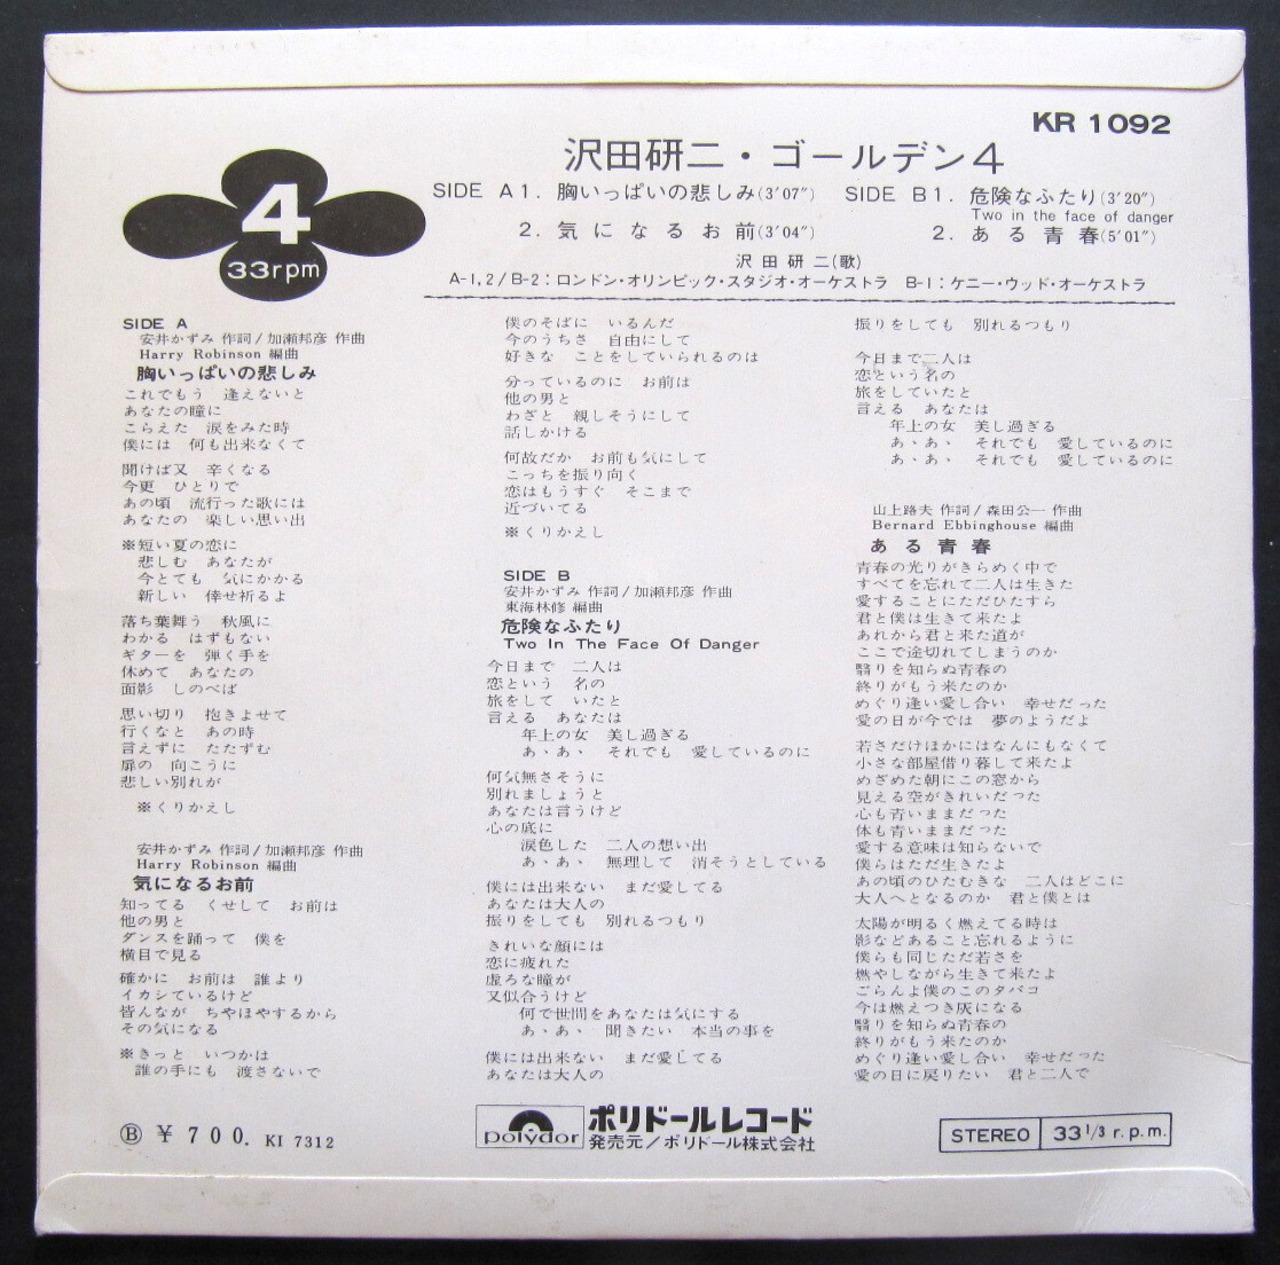 KR 1092
沢田研二・ゴールデン4
4
33rpm
SIDE A 1. 胸いっぱいの悲しみ(3′07″)
2. 気になるお前(3′04″)
SIDE B 1. 危険なふたり(3′20″)
Two in the face of danger
2. ある青春(5′01″)
沢田研二(歌)
A-1,2/B-2：ロンドン・オリンピック・スタジオ・オーケストラ B-1：ケニー・ウッド・オーケストラ
SIDE A
安井かずみ 作詞/加瀬邦彦 作曲
Harry Robinson 編曲
胸いっぱいの悲しみ
これでもう 逢えないと
あなたの瞳に
こらえた 涙をみた時
僕には 何も出来なくて
聞けば又 辛くなる
今更 ひとりで
あの頃 流行った歌には
あなたの 楽しい思い出
※短い夏の恋に
悲しむ あなたが
今とても 気にかかる
新しい 倖せ祈るよ
落ち葉舞う 秋風に
わかる はずもない
ギターを 弾く手を
休めて あなたの
面影 しのべば
思い切り 抱きよせて
行くなと あの時
言えずに たたずむ
扉の 向こうに
悲しい別れが
※くりかえし
安井かずみ 作詞/加瀬邦彦 作曲
Harry Robinson 編曲
気になるお前
知ってる くせして お前は
他の男と
ダンスを踊って 僕を
横目で見る
確かに お前は 誰より
イカシているけど
皆んなが ちやほやするから
その気になる
※きっと いつかは
誰の手にも 渡さないで
僕のそばに いるんだ
今のうちさ 自由にして
好きな ことをしていられるのは
分っているのに お前は
他の男と
わざと 親しそうにして
話しかける
何故だか お前も気にして
こっちを振り向く
恋はもうすぐ そこまで
近づいてる
※くりかえし
SIDE B
安井かずみ 作詞/加瀬邦彦 作曲
東海林修 編曲
危険なふたり
Two In The Face Of Danger
今日まで 二人は
恋という 名の
旅をして いたと
言える あなたは
年上の女 美し過ぎる
あ、あ、 それでも 愛しているのに
何気無さそうに
別れましょうと
あなたは言うけど
心の底に
涙色した 二人の想い出
あ、あ、 無理して 消そうとしている
僕には出来ない まだ愛してる
あなたは大人の
振りをしても 別れるつもり
きれいな顔には
恋に疲れた
虚ろな瞳が
又似合うけど
何で世間をあなたは気にする
あ、あ、 聞きたい 本当の事を
僕には出来ない まだ愛してる
あなたは大人の
振りをしても 別れるつもり
今日まで二人は
恋という名の
旅をしていたと
言える あなたは
年上の女 美し過ぎる
あ、あ、 それでも 愛しているのに
あ、あ、 それでも 愛しているのに
山上路夫 作詞/森田公一 作曲
Bernard Ebbinghouse 編曲
ある青春
青春の光りがきらめく中で
すべてを忘れて二人は生きた
愛することにただひたすら
君と僕は生きて来たよ
あれから君と来た道が
ここで途切れてしまうのか
翳りを知らぬ青春の
終りがもう来たのか
めぐり逢い愛し合い 幸せだった
愛の日が今では 夢のようだよ
若さだけほかにはなんにもなくて
小さな部屋借り暮して来たよ
めざめた朝にこの窓から
見える空がきれいだった
心も青いままだった
体も青いままだった
愛する意味は知らないで
僕らはただ生きたよ
あの頃のひたむきな 二人はどこに
大人へとなるのか 君と僕とは
太陽が明るく燃えてる時は
影などあること忘れるように
僕らも同じただ若さを
燃やしながら生きて来たよ
ごらんよ僕のこのタバコ
今は燃えつき灰になる
翳りを知らぬ青春の
終りがもう来たのか
めぐり逢い愛し合い 幸せだった
愛の日に戻りたい 君と二人で
Ⓑ ¥ 700. KI 7312
polydor
ポリドールレコード
発売元/ポリドール株式会社
STEREO 33 1/3 r.p.m.